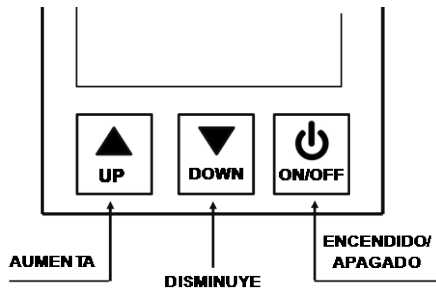 UP
DOWN
ON/OFF
AUMENTA
DISMINUYE
ENCENDIDO/
APAGADO